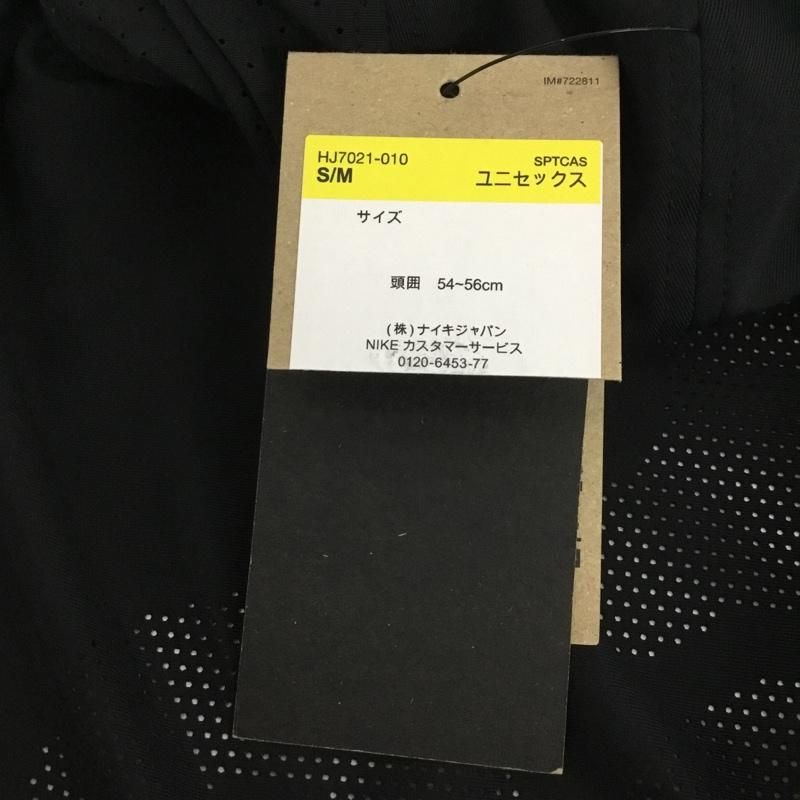 IM#722811
HJ7021-010 SPTCAS
S/M ユニセックス
サイズ
頭囲 54~56cm
(株)ナイキジャパン
NIKE カスタマーサービス
0120-6453-77